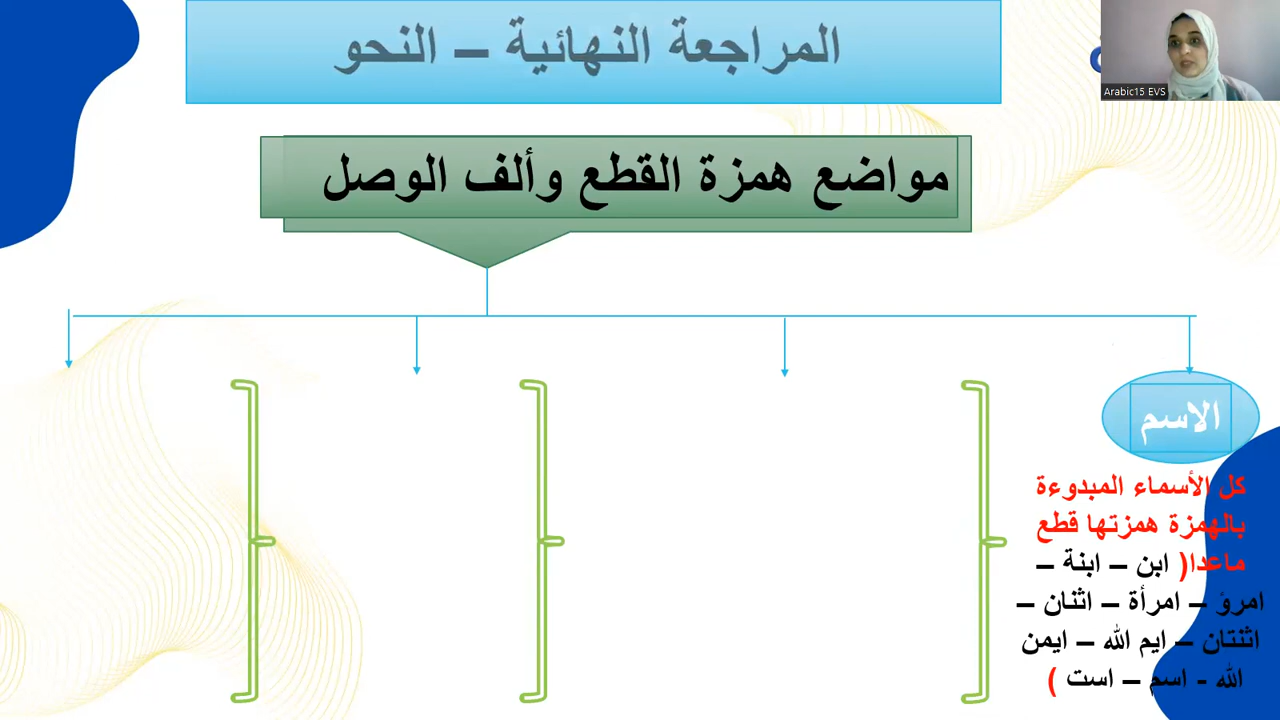 المراجعة النهائية – النحو
Arabic15 EVS
مواضع همزة القطع وألف الوصل
الاسم
كل الأسماء المبدوءة
بالهمزة همزتها قطع
ماعدا( ابن – ابنة –
امرؤ – امرأة – اثنان –
اثنتان – ايم الله – ايمن
الله - اسم – است )